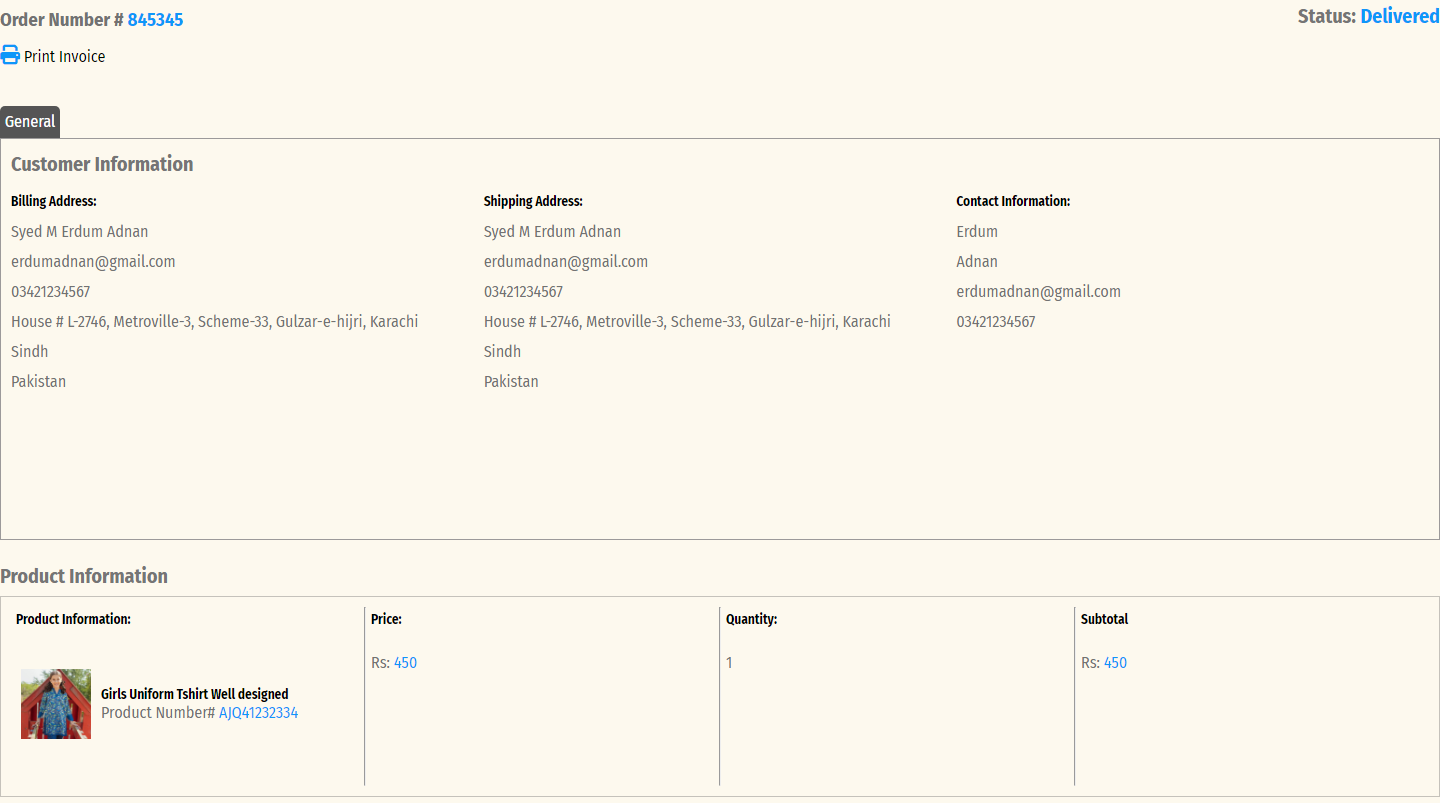 Order Number # 845345
Status: Delivered
Print Invoice
General
Customer Information
Billing Address:
Syed M Erdum Adnan
erdumadnan@gmail.com
03421234567
House # L-2746, Metroville-3, Scheme-33, Gulzar-e-hijri, Karachi
Sindh
Pakistan
Shipping Address:
Syed M Erdum Adnan
erdumadnan@gmail.com
03421234567
House # L-2746, Metroville-3, Scheme-33, Gulzar-e-hijri, Karachi
Sindh
Pakistan
Contact Information:
Erdum
Adnan
erdumadnan@gmail.com
03421234567
Product Information
Product Information:
Girls Uniform Tshirt Well designed
Product Number# AJQ41232334
Price:
Rs: 450
Quantity:
1
Subtotal
Rs: 450